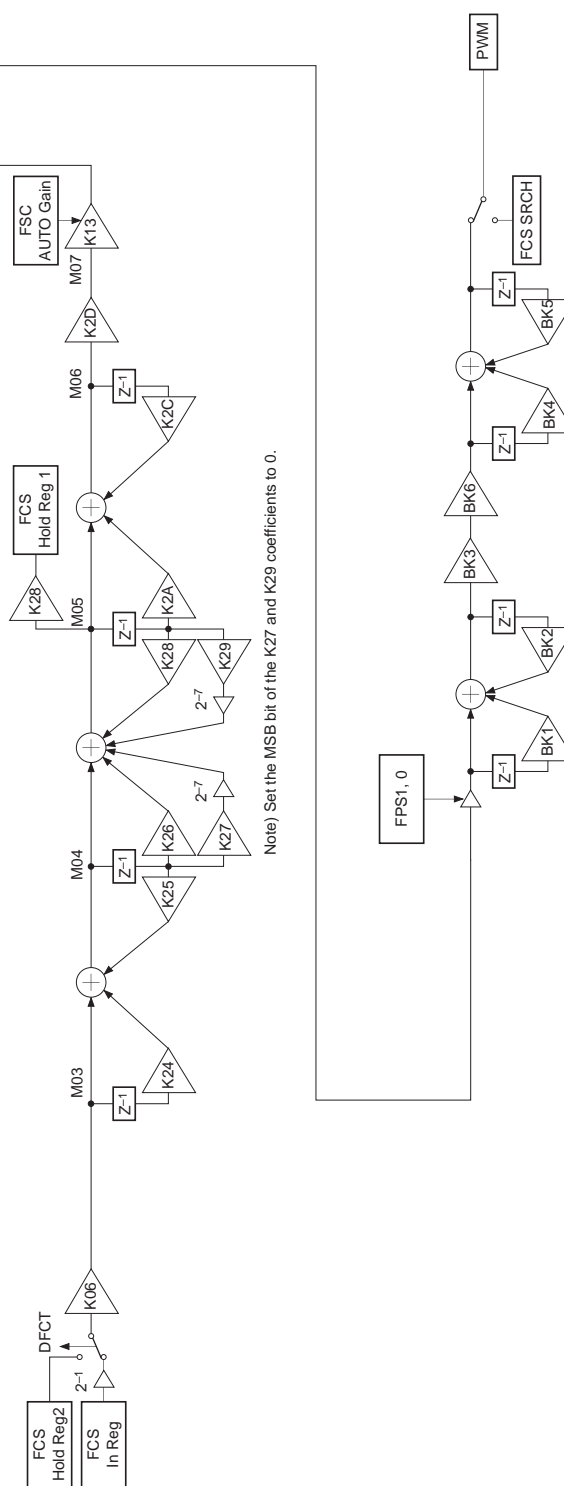 FCS
Hold Reg2
FCS
In Reg
2–1
DFCT
K06
M03
Z–1
K24
K25
M04
Z–1
K26
K27
2–7
2–7
K28
K29
Z–1
M05
K28
FCS
Hold Reg 1
K2A
K2C
Z–1
M06
K2D
M07
K13
FSC
AUTO Gain
Note) Set the MSB bit of the K27 and K29 coefficients to 0.
FPS1, 0
Z–1
BK1
BK2
Z–1
BK3
BK6
Z–1
BK4
BK5
Z–1
FCS SRCH
PWM